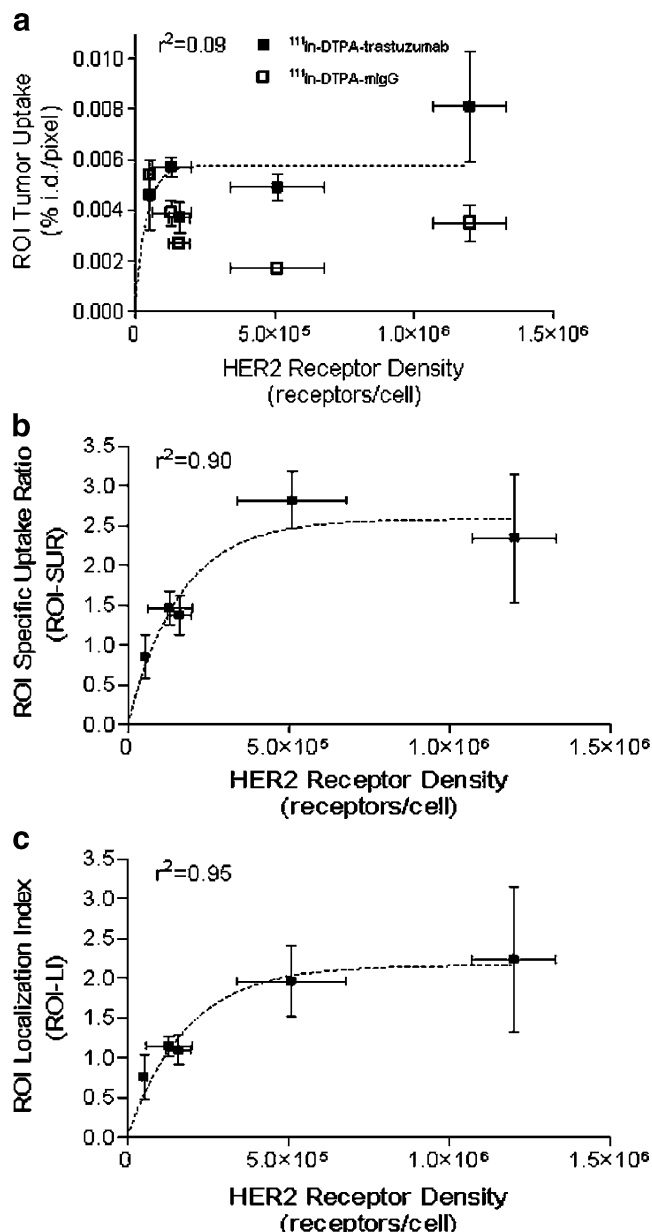 a
r²=0.09
■ ¹¹¹In-DTPA-trastuzumab
□ ¹¹¹In-DTPA-mIgG
ROI Tumor Uptake
(% i.d./pixel)
0.010
0.008
0.006
0.004
0.002
0.000
0
5.0×10⁵
1.0×10⁶
1.5×10⁶
HER2 Receptor Density
(receptors/cell)
b
r²=0.90
ROI Specific Uptake Ratio
(ROI-SUR)
3.5
3.0
2.5
2.0
1.5
1.0
0.5
0.0
0
5.0×10⁵
1.0×10⁶
1.5×10⁶
HER2 Receptor Density
(receptors/cell)
c
r²=0.95
ROI Localization Index
(ROI-LI)
3.5
3.0
2.5
2.0
1.5
1.0
0.5
0.0
0
5.0×10⁵
1.0×10⁶
1.5×10⁶
HER2 Receptor Density
(receptors/cell)